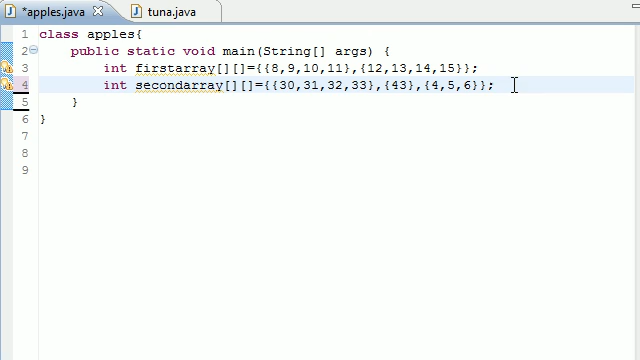 *apples.java tuna.java
1 class apples{
2 public static void main(String[] args) {
3 int firstarray[][]={{8,9,10,11},{12,13,14,15}};
4 int secondarray[][]={{30,31,32,33},{43},{4,5,6}};
5 }
6 }
7
8
9